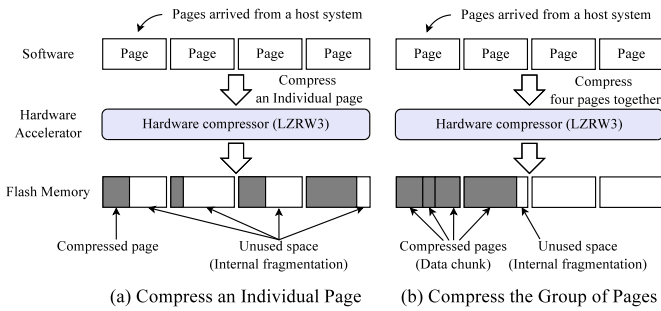 Pages arrived from a host system
Pages arrived from a host system
Software
Page
Page
Page
Page
Page
Page
Page
Page
Compress
an Individual page
Compress
four pages together
Hardware
Accelerator
Hardware compressor (LZRW3)
Hardware compressor (LZRW3)
Flash Memory
Compressed page
Unused space
(Internal fragmentation)
Compressed pages
(Data chunk)
Unused space
(Internal fragmentation)
(a) Compress an Individual Page
(b) Compress the Group of Pages